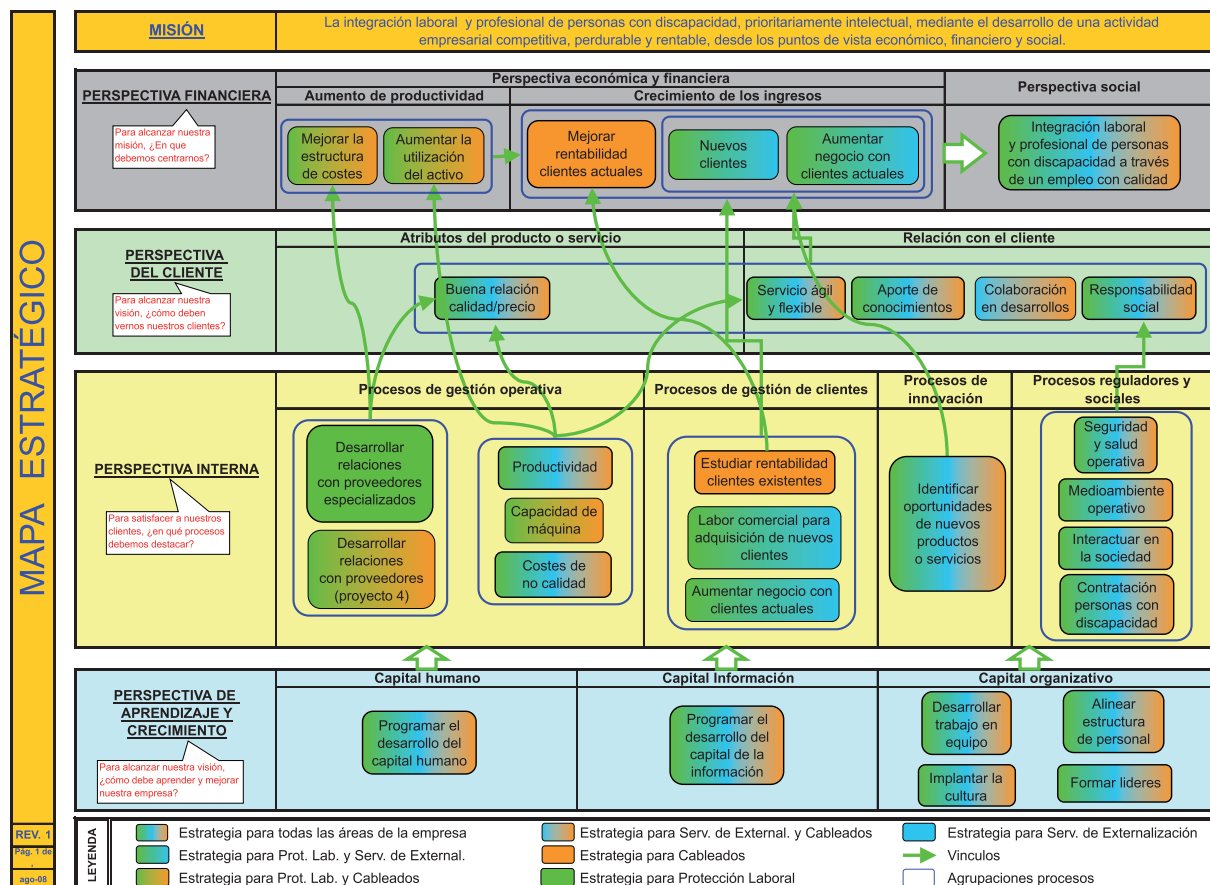 MAPA ESTRATÉGICO
REV. 1
Pág. 1 de
,
ago-08
MISIÓN
La integración laboral y profesional de personas con discapacidad, prioritariamente intelectual, mediante el desarrollo de una actividad
empresarial competitiva, perdurable y rentable, desde los puntos de vista económico, financiero y social.
PERSPECTIVA FINANCIERA
Para alcanzar nuestra
misión, ¿En que
debemos centrarnos?
Perspectiva económica y financiera
Aumento de productividad
Crecimiento de los ingresos
Perspectiva social
Mejorar la
estructura
de costes
Aumentar la
utilización
del activo
Mejorar
rentabilidad
clientes actuales
Nuevos
clientes
Aumentar
negocio con
clientes actuales
Integración laboral
y profesional de personas
con discapacidad a través
de un empleo con calidad
PERSPECTIVA
DEL CLIENTE
Para alcanzar nuestra
visión, ¿cómo deben
vernos nuestros clientes?
Atributos del producto o servicio
Relación con el cliente
Buena relación
calidad/precio
Servicio ágil
y flexible
Aporte de
conocimientos
Colaboración
en desarrollos
Responsabilidad
social
PERSPECTIVA INTERNA
Para satisfacer a nuestros
clientes, ¿en qué procesos
debemos destacar?
Procesos de gestión operativa
Procesos de gestión de clientes
Procesos de
innovación
Procesos reguladores y
sociales
Desarrollar
relaciones
con proveedores
especializados
Desarrollar
relaciones
con proveedores
(proyecto 4)
Productividad
Capacidad de
máquina
Costes de
no calidad
Estudiar rentabilidad
clientes existentes
Labor comercial para
adquisición de nuevos
clientes
Aumentar negocio con
clientes actuales
Identificar
oportunidades
de nuevos
productos
o servicios
Seguridad
y salud
operativa
Medioambiente
operativo
Interactuar en
la sociedad
Contratación
personas con
discapacidad
PERSPECTIVA DE
APRENDIZAJE Y
CRECIMIENTO
Para alcanzar nuestra visión,
¿cómo debe aprender y mejorar
nuestra empresa?
Capital humano
Capital Información
Capital organizativo
Programar el
desarrollo del
capital humano
Programar el
desarrollo del
capital de la
información
Desarrollar
trabajo en
equipo
Alinear
estructura
de personal
Implantar la
cultura
Formar lideres
LEYENDA
Estrategia para todas las áreas de la empresa
Estrategia para Prot. Lab. y Serv. de External.
Estrategia para Prot. Lab. y Cableados
Estrategia para Serv. de External. y Cableados
Estrategia para Cableados
Estrategia para Protección Laboral
Estrategia para Serv. de Externalización
Vinculos
Agrupaciones procesos